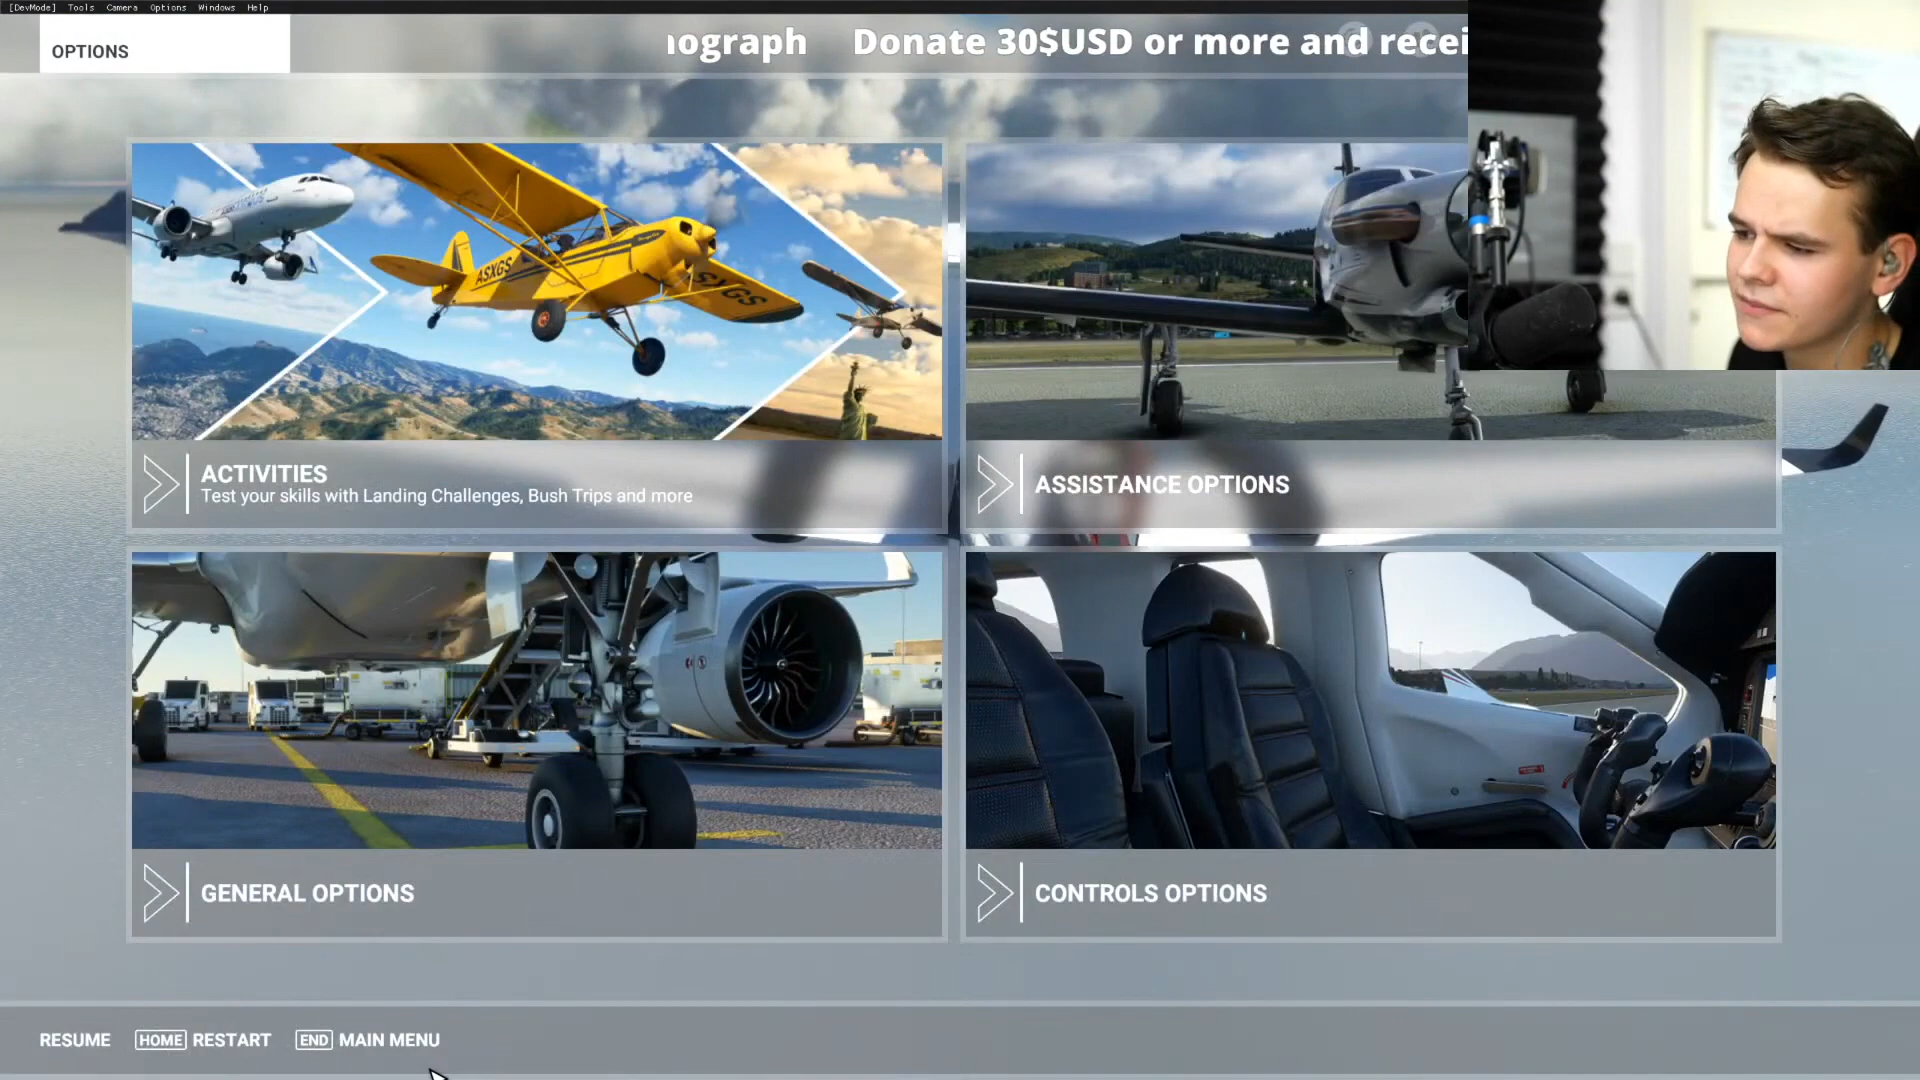 [DevMode] Tools Camera Options Windows Help
OPTIONS
ograph Donate 30$USD or more and recei
ACTIVITIES
Test your skills with Landing Challenges, Bush Trips and more
ASSISTANCE OPTIONS
ASXGS
SXGS
GENERAL OPTIONS
CONTROLS OPTIONS
RESUME HOME RESTART END MAIN MENU